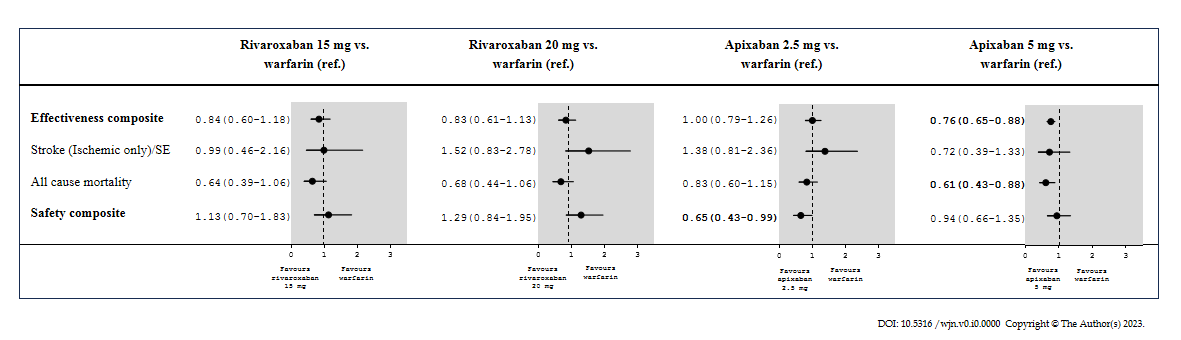 Rivaroxaban 15 mg vs. Rivaroxaban 20 mg vs. Apixaban 2.5 mg vs. Apixaban 5 mg vs.
warfarin (ref.) warfarin (ref.) warfarin (ref.) warfarin (ref.)
Effectiveness composite 0.84(0.60-1.18) 0.83(0.61-1.13) 1.00(0.79-1.26) 0.76(0.65-0.88)
Stroke (Ischemic only)/SE 0.99(0.46-2.16) 1.52(0.83-2.78) 1.38(0.81-2.36) 0.72(0.39-1.33)
All cause mortality 0.64(0.39-1.06) 0.68(0.44-1.06) 0.83(0.60-1.15) 0.61(0.43-0.88)
Safety composite 1.13(0.70-1.83) 1.29(0.84-1.95) 0.65(0.43-0.99) 0.94(0.66-1.35)
0 1 2 3 0 1 2 3 0 1 2 3 0 1 2 3
Favours Favours Favours Favours Favours Favours Favours Favours
rivaroxaban warfarin rivaroxaban warfarin apixaban warfarin apixaban warfarin
15 mg 20 mg 2.5 mg 5 mg
DOI: 10.5316 /wjn.v0.i0.0000 Copyright © The Author(s) 2023.